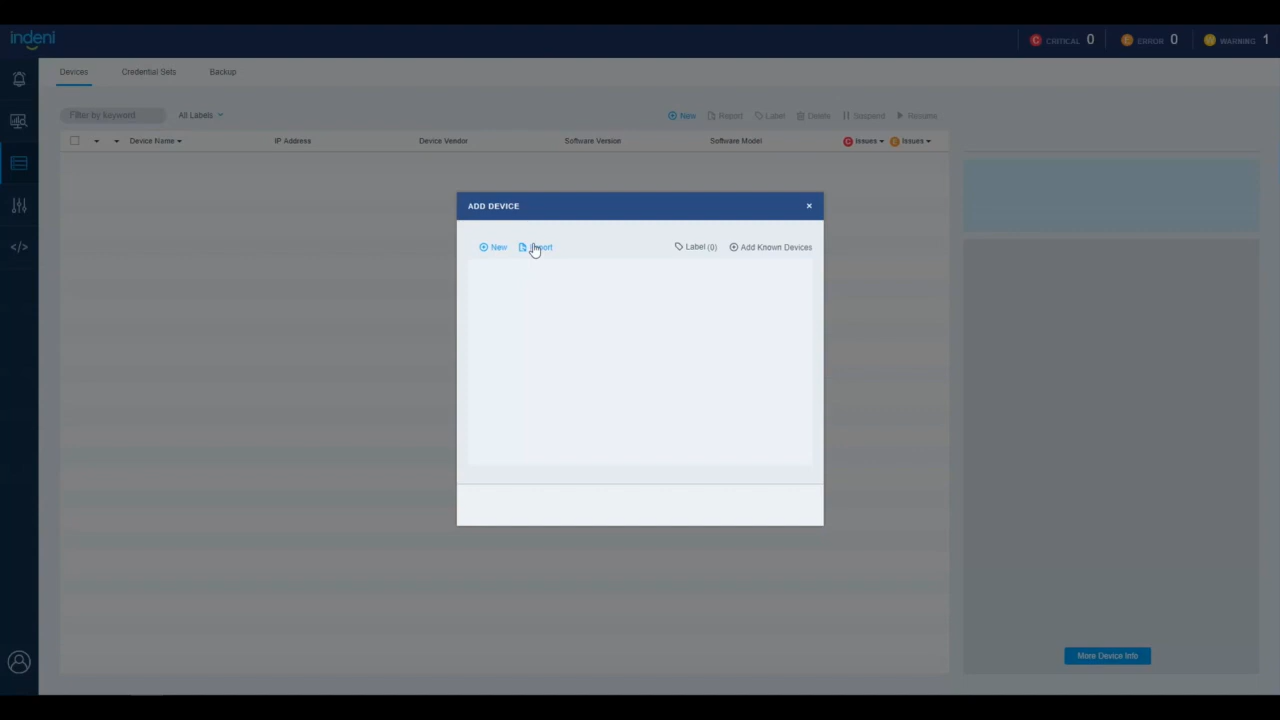 indeni
C CRITICAL 0 E ERROR 0 W WARNING 1
Devices Credential Sets Backup
Filter by keyword All Labels New Report Label Delete Suspend Resume
Device Name IP Address Device Vendor Software Version Software Model C Issues E Issues
ADD DEVICE ×
New Import Label (0) Add Known Devices
More Device Info